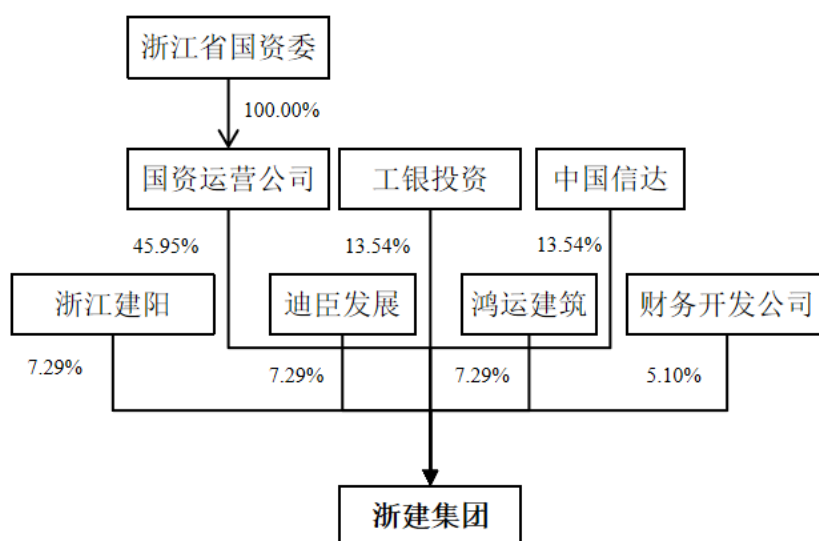 浙江省国资委
100.00%
国资运营公司
工银投资
中国信达
45.95%
13.54%
13.54%
浙江建阳
迪臣发展
鸿运建筑
财务开发公司
7.29%
7.29%
7.29%
5.10%
浙建集团